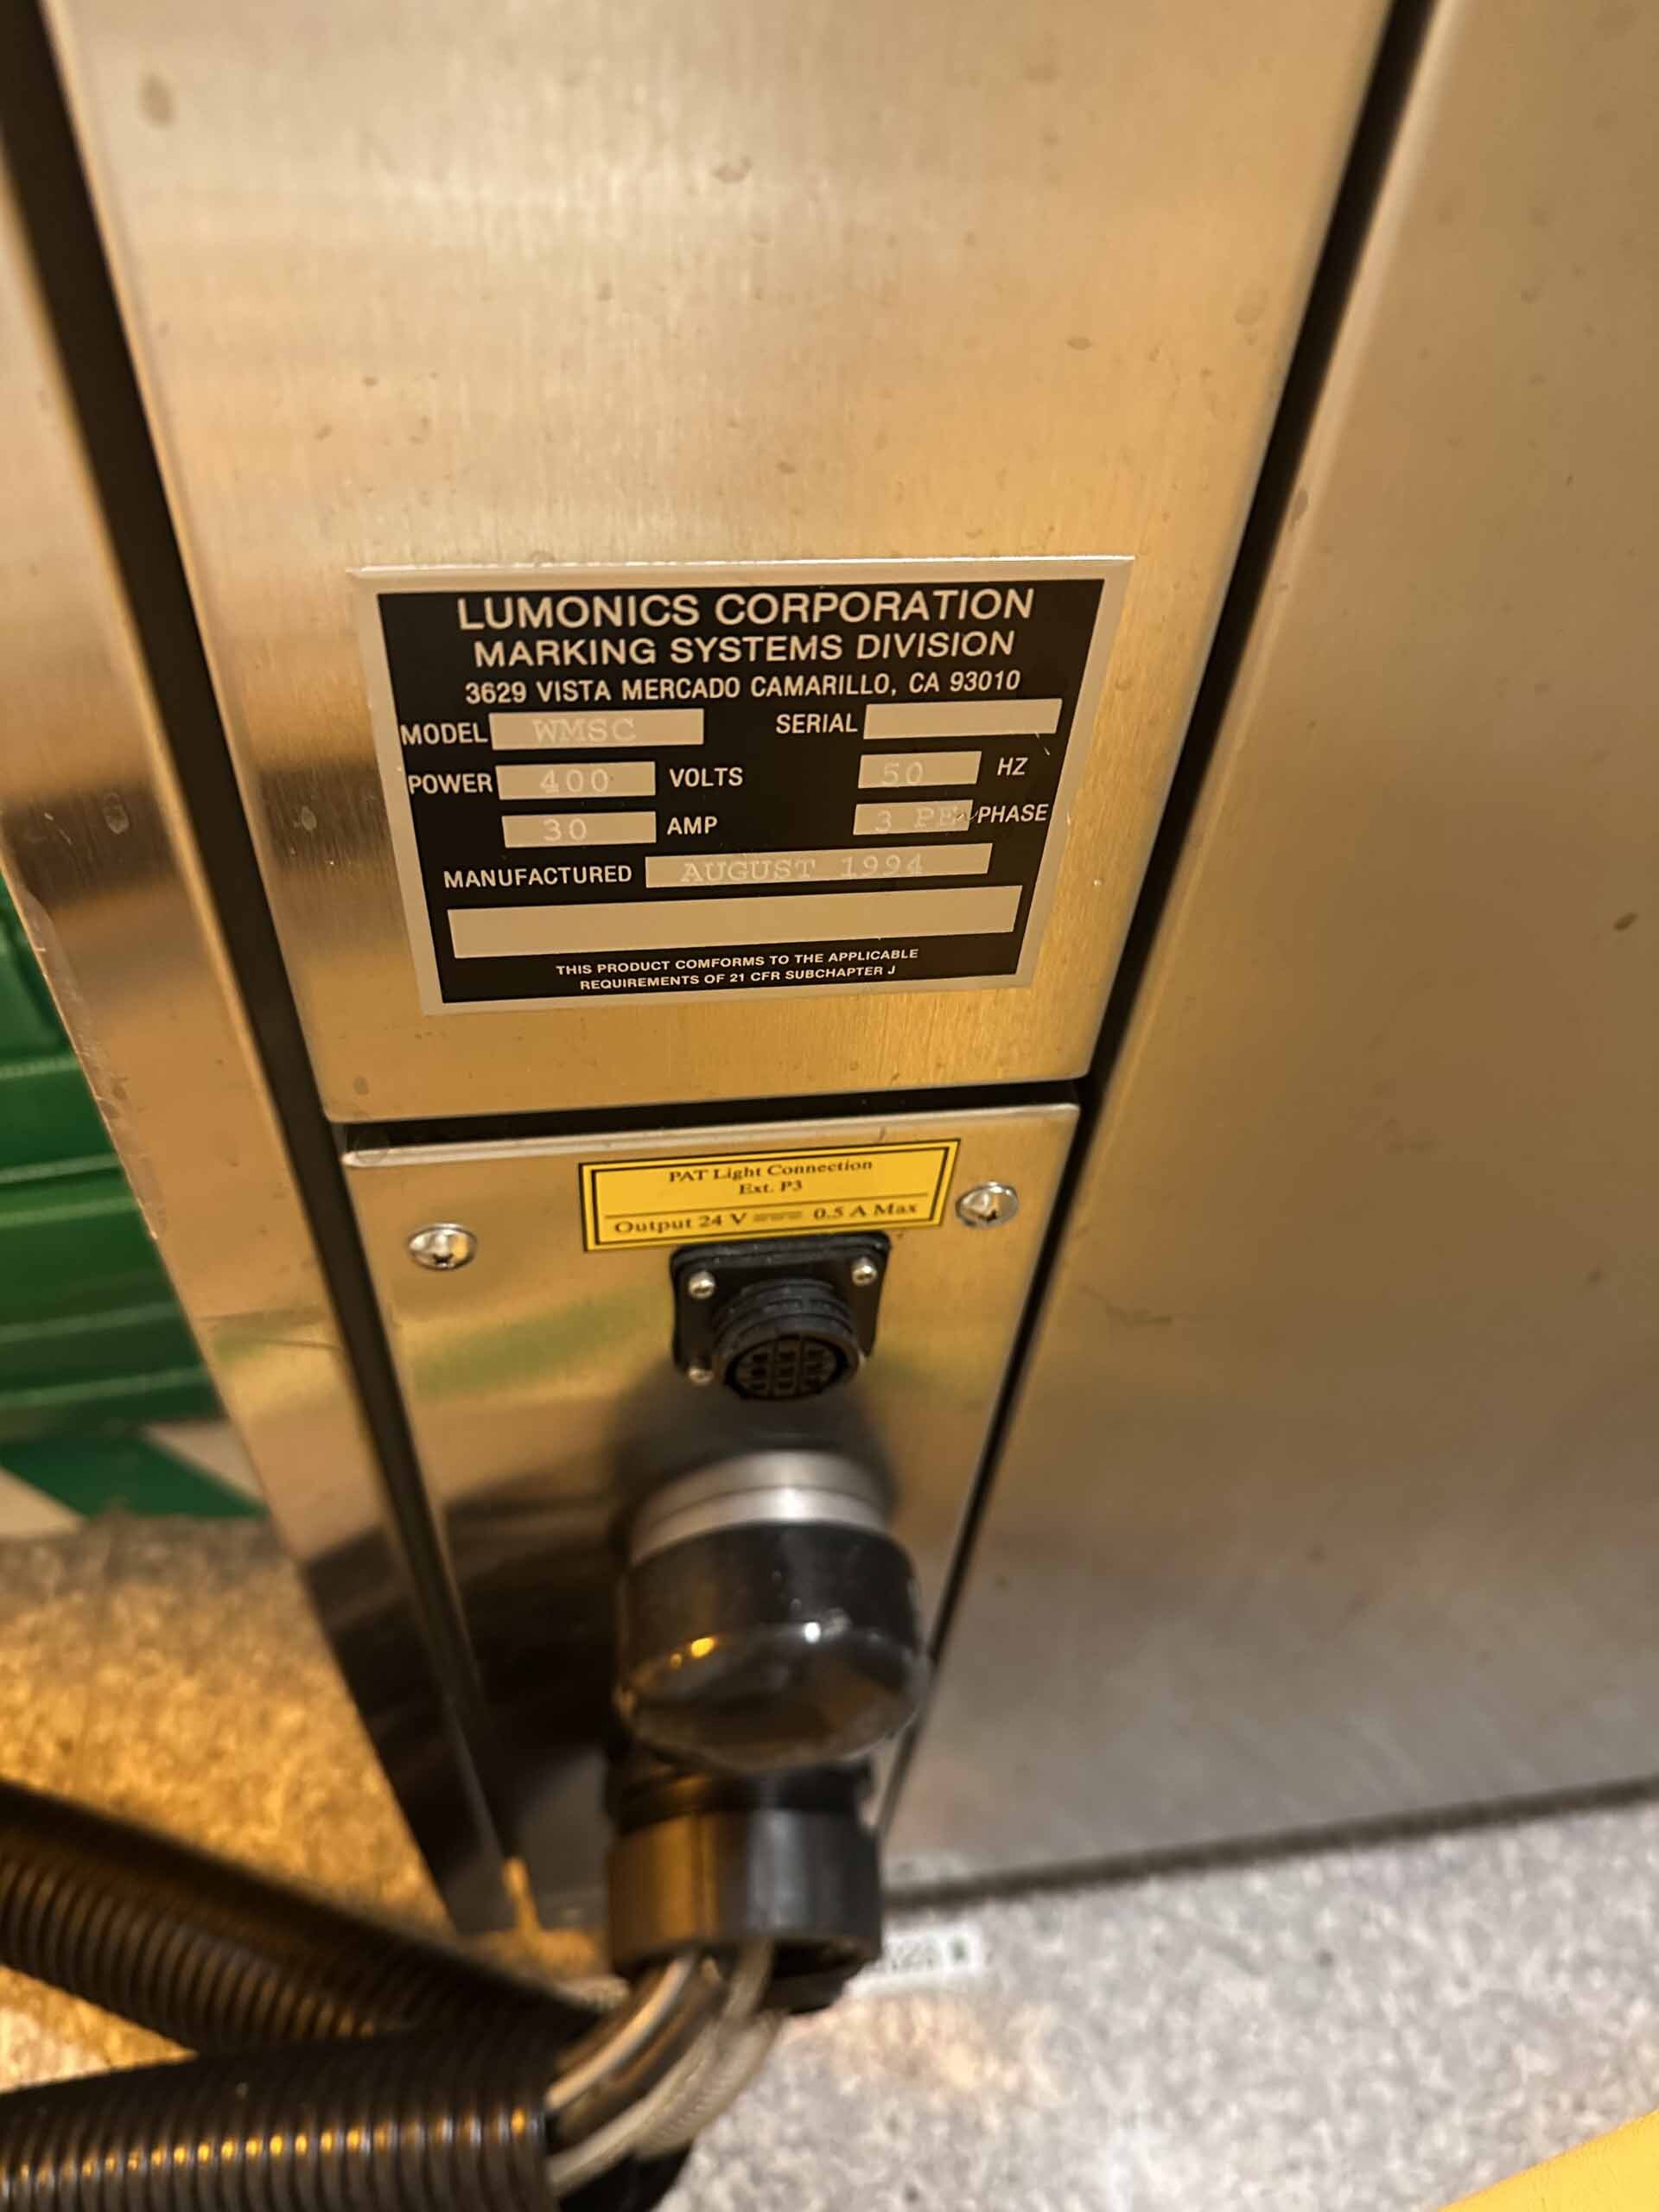 LUMONICS CORPORATION
MARKING SYSTEMS DIVISION
3629 VISTA MERCADO CAMARILLO, CA 93010
MODEL WMSC SERIAL
POWER 400 VOLTS 50 HZ
30 AMP 3 PE PHASE
MANUFACTURED AUGUST 1994
THIS PRODUCT COMFORMS TO THE APPLICABLE
REQUIREMENTS OF 21 CFR SUBCHAPTER J
PAT Light Connection
Ext. P3
Output 24 V 0.5 A Max